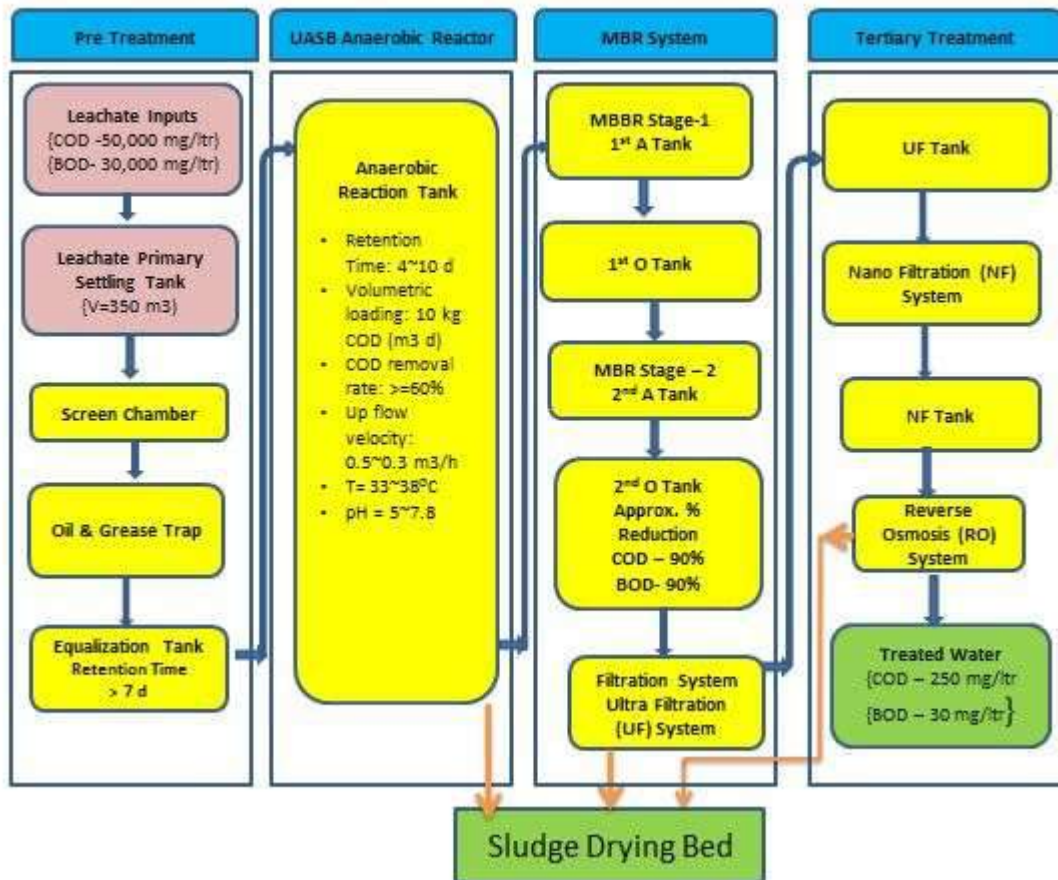 Pre Treatment
Leachate Inputs
{COD -50,000 mg/ltr}
{BOD- 30,000 mg/ltr}
Leachate Primary
Settling Tank
{V=350 m3}
Screen Chamber
Oil & Grease Trap
Equalization Tank
Retention Time
> 7 d
UASB Anaerobic Reactor
Anaerobic
Reaction Tank
• Retention
Time: 4~10 d
• Volumetric
loading: 10 kg
COD (m3 d)
• COD removal
rate: >=60%
• Up flow
velocity:
0.5~0.3 m3/h
• T= 33~38⁰C
• pH = 5~7.8
MBR System
MBBR Stage-1
1st A Tank
1st O Tank
MBR Stage – 2
2nd A Tank
2nd O Tank
Approx. %
Reduction
COD – 90%
BOD- 90%
Filtration System
Ultra Filtration
(UF) System
Tertiary Treatment
UF Tank
Nano Filtration (NF)
System
NF Tank
Reverse
Osmosis (RO)
System
Treated Water
{COD – 250 mg/ltr
{BOD – 30 mg/ltr}
Sludge Drying Bed